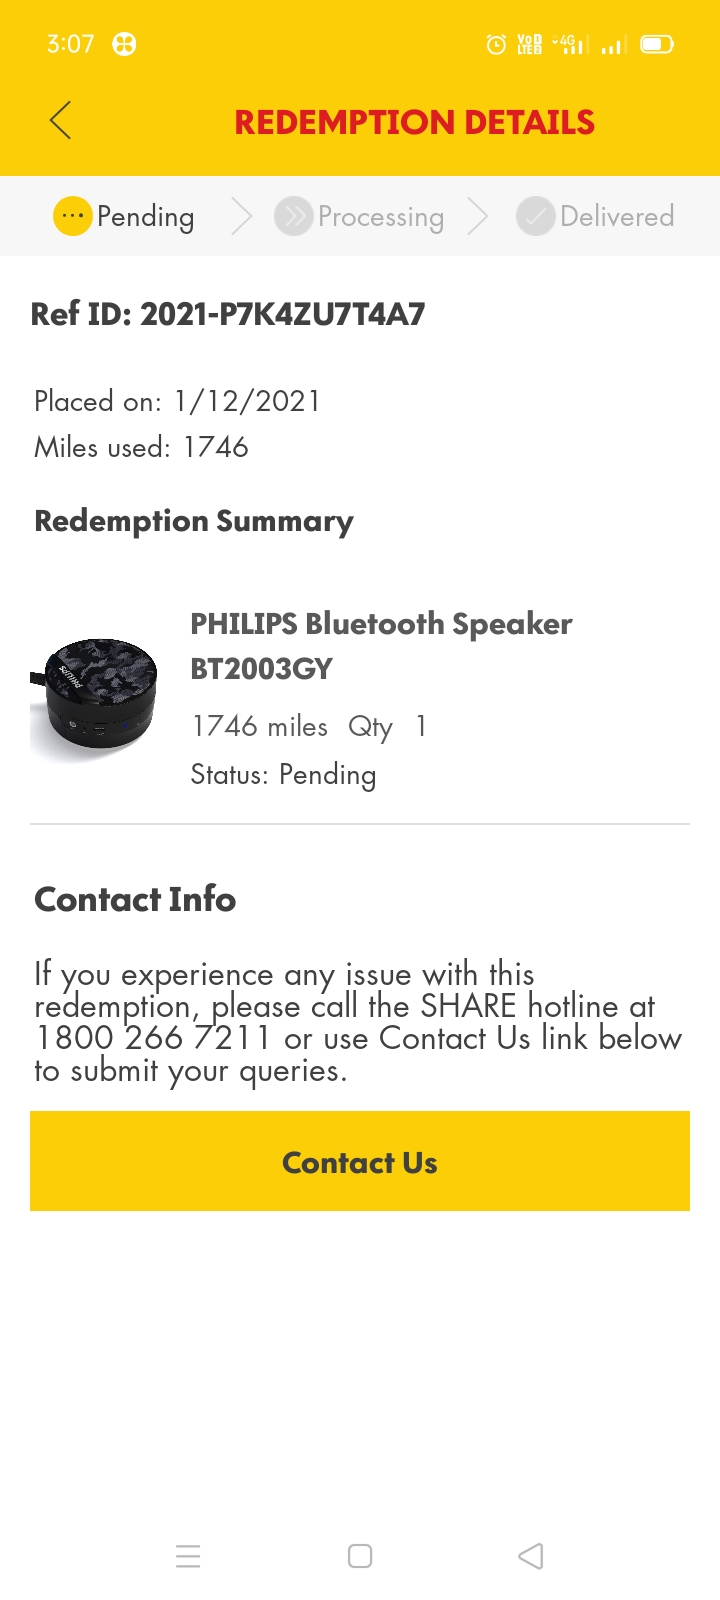 3:07
VoD LTE2 4G
REDEMPTION DETAILS
Pending Processing Delivered
Ref ID: 2021-P7K4ZU7T4A7
Placed on: 1/12/2021
Miles used: 1746
Redemption Summary
PHILIPS
PHILIPS Bluetooth Speaker
BT2003GY
1746 miles Qty 1
Status: Pending
Contact Info
If you experience any issue with this
redemption, please call the SHARE hotline at
1800 266 7211 or use Contact Us link below
to submit your queries.
Contact Us